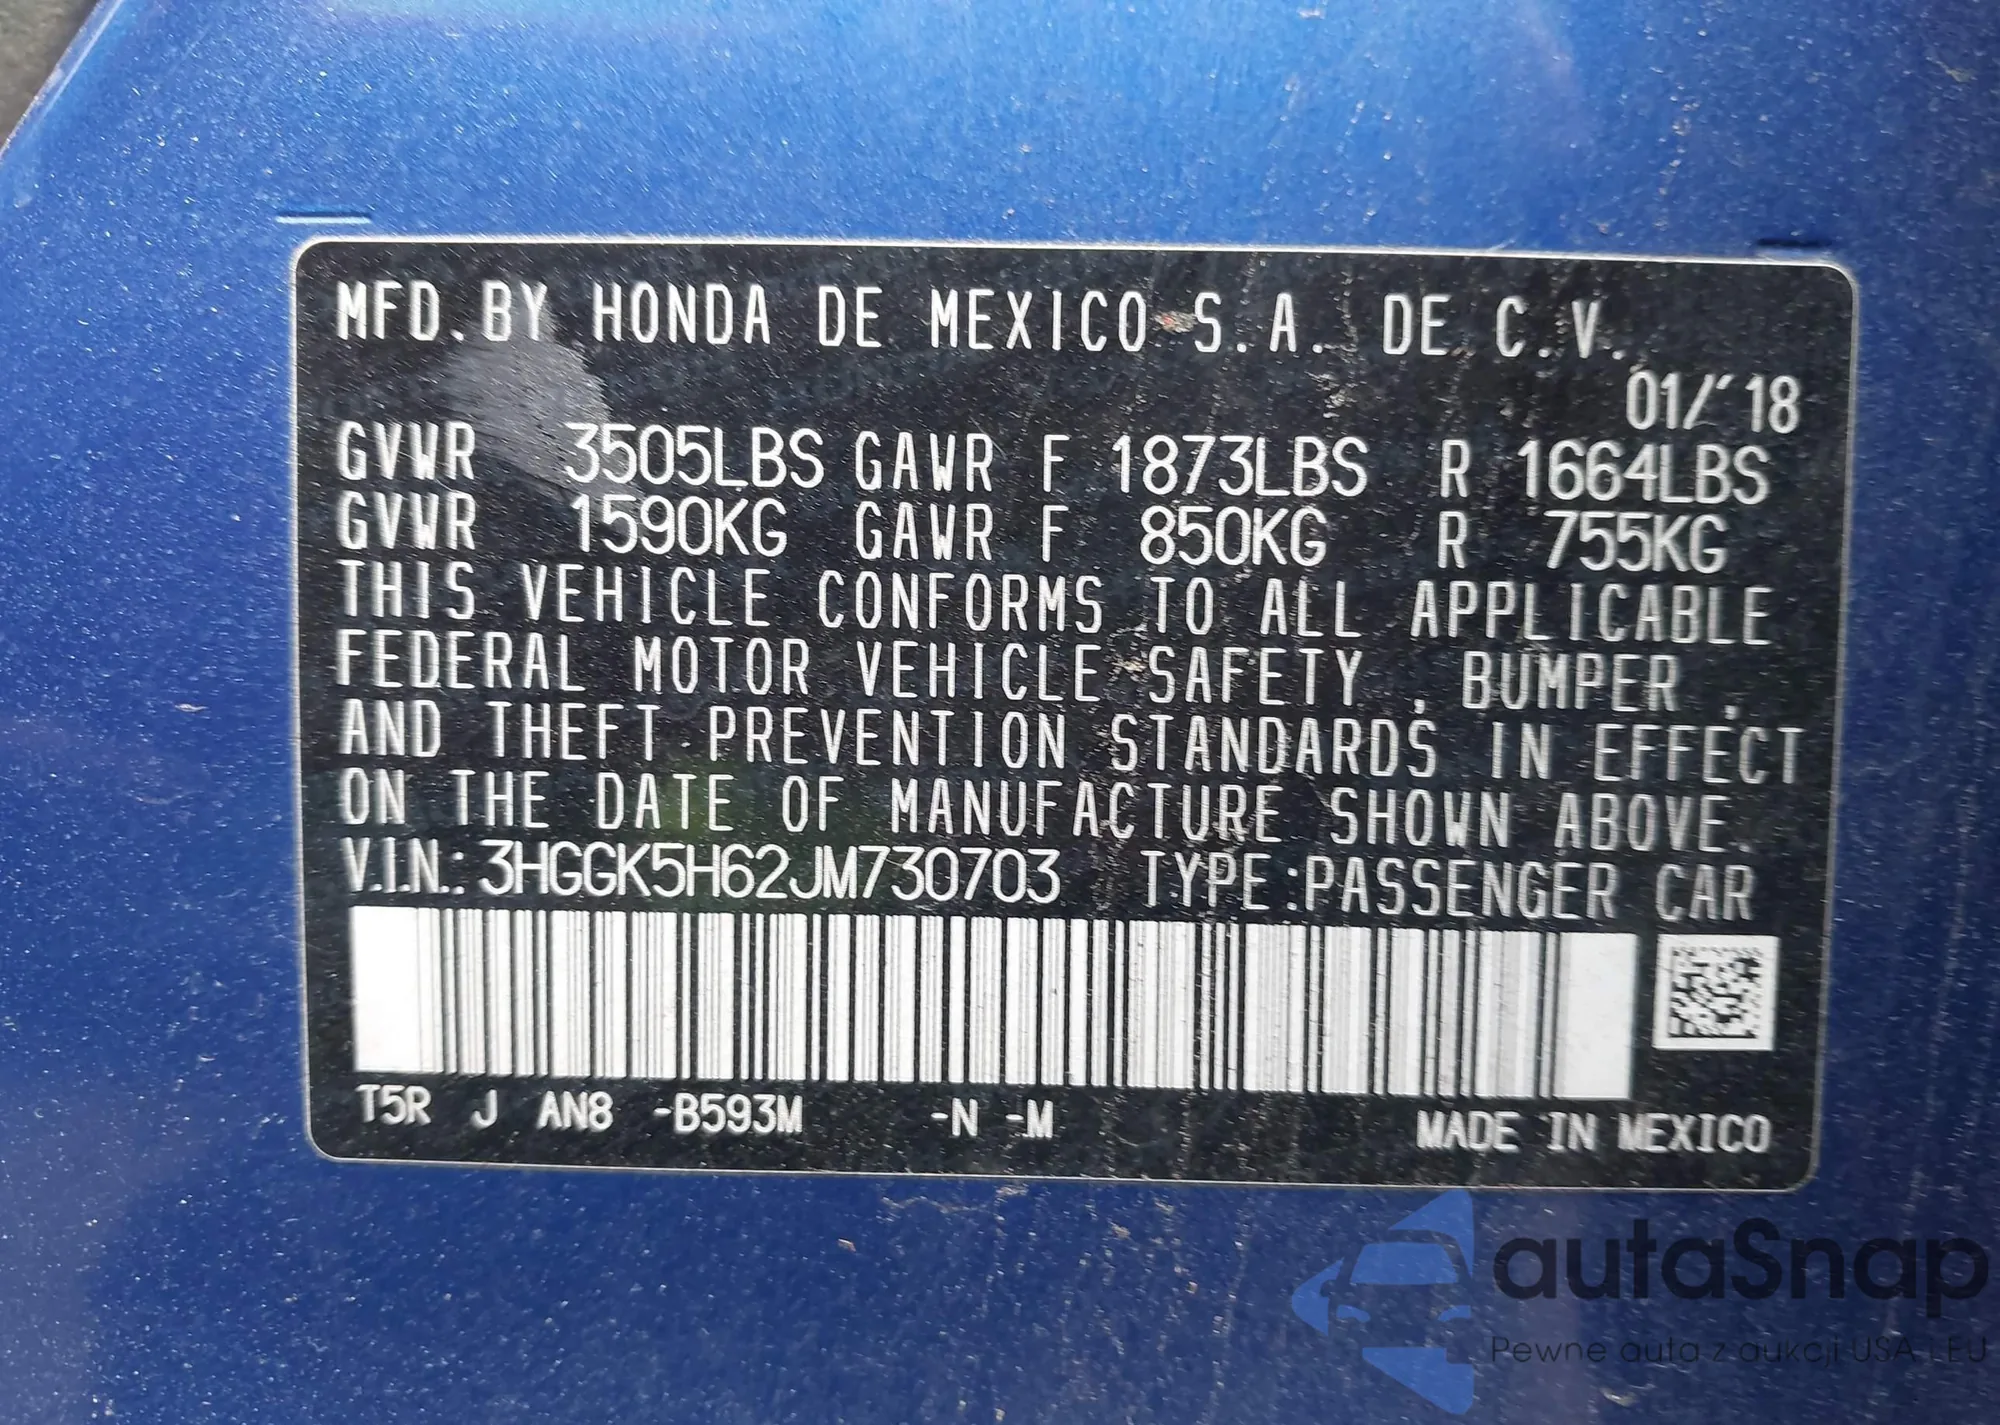 MFD. BY HONDA DE MEXICO S.A. DE C.V.
01/'18
GVWR 3505LBS GAWR F 1873LBS R 1664LBS
GVWR 1590KG GAWR F 850KG R 755KG
THIS VEHICLE CONFORMS TO ALL APPLICABLE
FEDERAL MOTOR VEHICLE SAFETY , BUMPER ,
AND THEFT PREVENTION STANDARDS IN EFFECT
ON THE DATE OF MANUFACTURE SHOWN ABOVE.
V.I.N.: 3HGGK5H62JM730703 TYPE:PASSENGER CAR
T5R J AN8 -B593M -N -M MADE IN MEXICO
autaSnap
Pewne auta z aukcji USA i EU